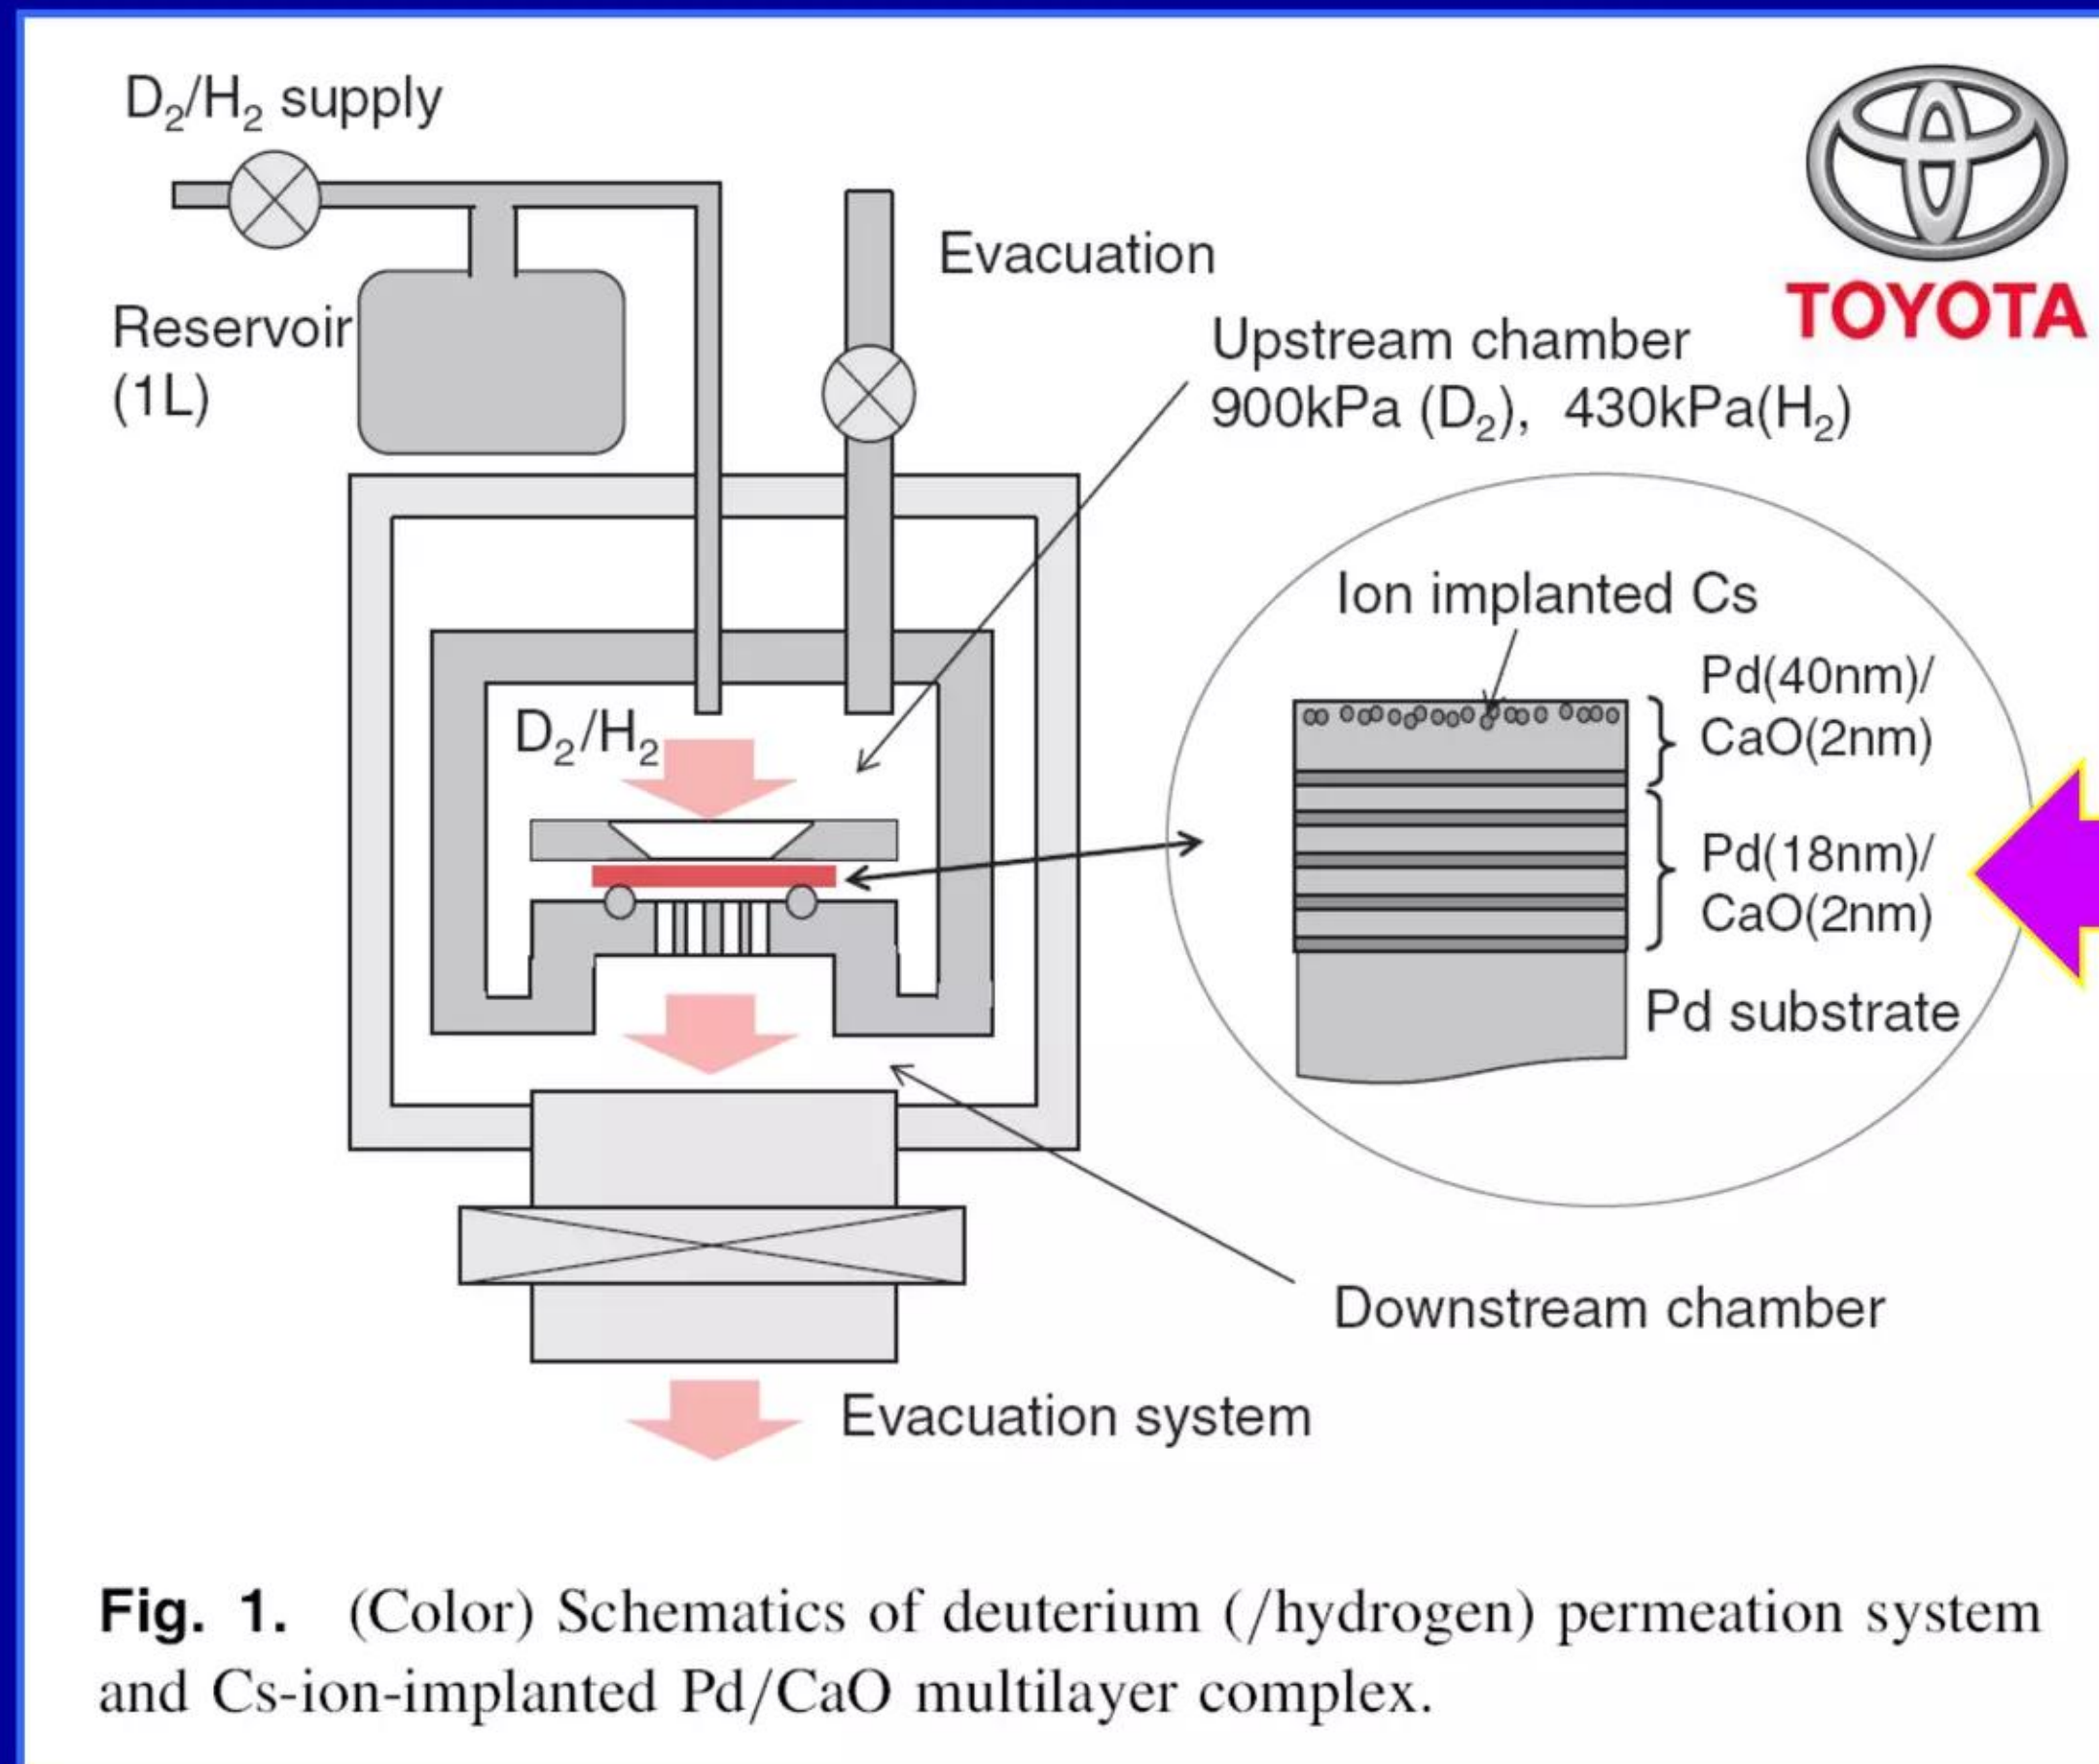 D₂/H₂ supply
TOYOTA
Evacuation
Reservoir
(1L)
Upstream chamber
900kPa (D₂), 430kPa(H₂)
Ion implanted Cs
Pd(40nm)/
CaO(2nm)
D₂/H₂
Pd(18nm)/
CaO(2nm)
Pd substrate
Downstream chamber
Evacuation system
Fig. 1. (Color) Schematics of deuterium (/hydrogen) permeation system
and Cs-ion-implanted Pd/CaO multilayer complex.